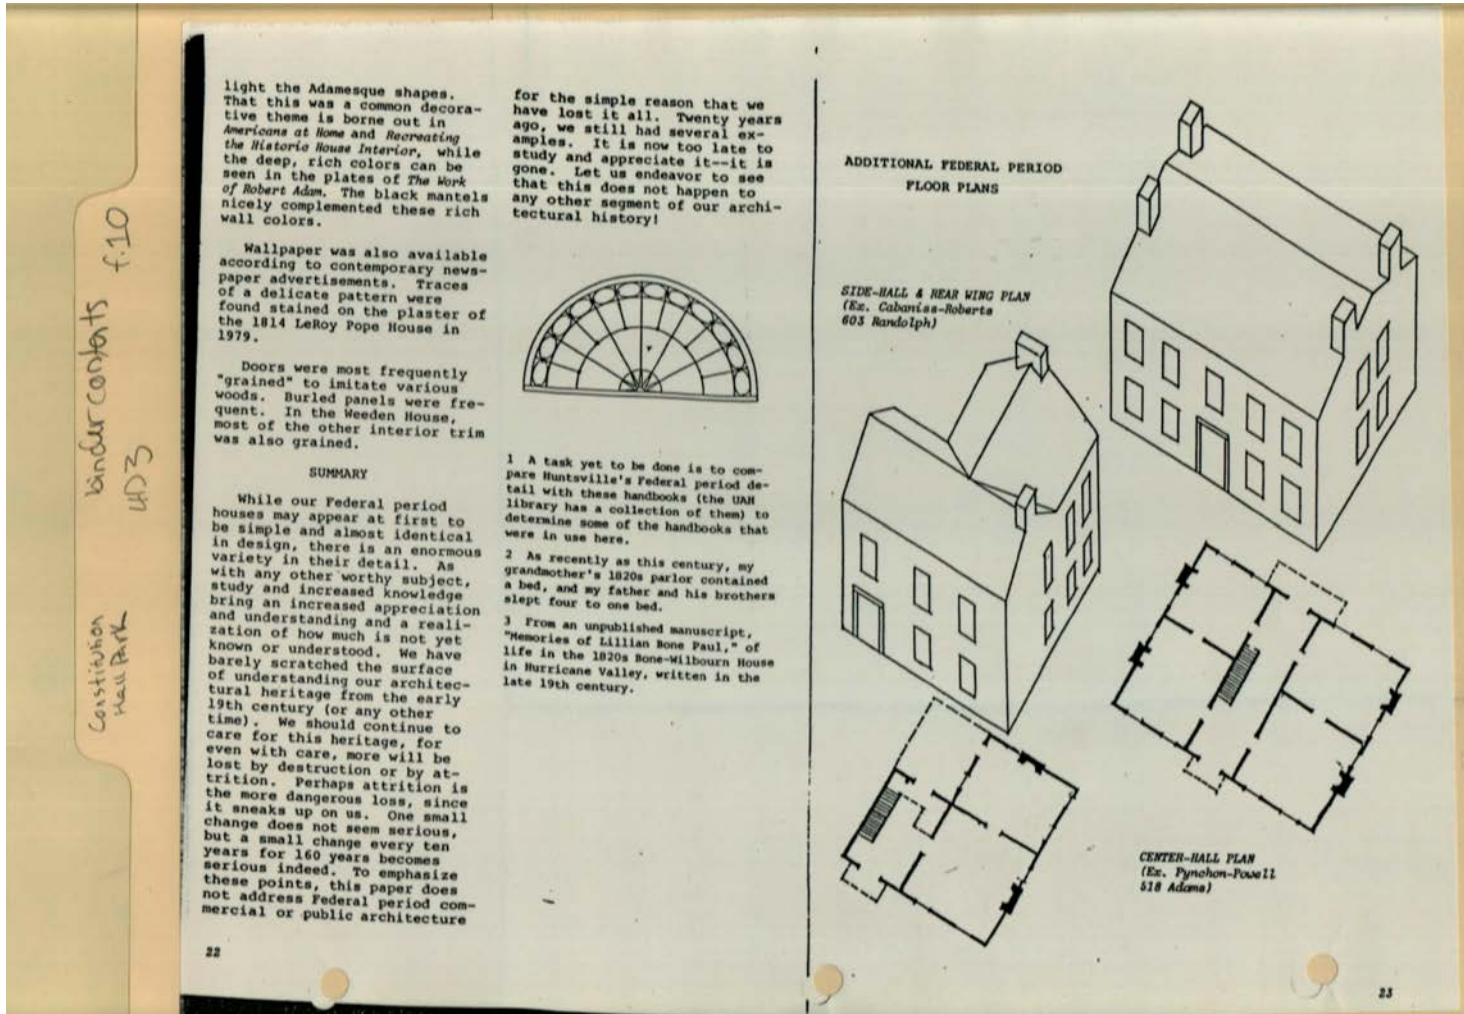 Constitution
Hall Park
binder contents
4D3
f.10
light the Adamesque shapes.
That this was a common decora-
tive theme is borne out in
Americans at Home and Recreating
the Historic House Interior, while
the deep, rich colors can be
seen in the plates of The Work
of Robert Adam. The black mantels
nicely complemented these rich
wall colors.
Wallpaper was also available
according to contemporary news-
paper advertisements. Traces
of a delicate pattern were
found stained on the plaster of
the 1814 LeRoy Pope House in
1979.
Doors were most frequently
"grained" to imitate various
woods. Burled panels were fre-
quent. In the Weeden House,
most of the other interior trim
was also grained.
SUMMARY
While our Federal period
houses may appear at first to
be simple and almost identical
in design, there is an enormous
variety in their detail. As
with any other worthy subject,
study and increased knowledge
bring an increased appreciation
and understanding and a reali-
zation of how much is not yet
known or understood. We have
barely scratched the surface
of understanding our architec-
tural heritage from the early
19th century (or any other
time). We should continue to
care for this heritage, for
even with care, more will be
lost by destruction or by at-
trition. Perhaps attrition is
the more dangerous loss, since
it sneaks up on us. One small
change does not seem serious,
but a small change every ten
years for 160 years becomes
serious indeed. To emphasize
these points, this paper does
not address Federal period com-
mercial or public architecture
22
for the simple reason that we
have lost it all. Twenty years
ago, we still had several ex-
amples. It is now too late to
study and appreciate it--it is
gone. Let us endeavor to see
that this does not happen to
any other segment of our archi-
tectural history!
1 A task yet to be done is to com-
pare Huntsville's Federal period de-
tail with these handbooks (the UAH
library has a collection of them) to
determine some of the handbooks that
were in use here.
2 As recently as this century, my
grandmother's 1820s parlor contained
a bed, and my father and his brothers
slept four to one bed.
3 From an unpublished manuscript,
"Memories of Lillian Bone Paul," of
life in the 1820s Bone-Wilbourn House
in Hurricane Valley, written in the
late 19th century.
ADDITIONAL FEDERAL PERIOD
FLOOR PLANS
SIDE-HALL & REAR WING PLAN
(Ex. Cabaniss-Roberts
603 Randolph)
CENTER-HALL PLAN
(Ex. Pynchon-Powell
518 Adams)
23